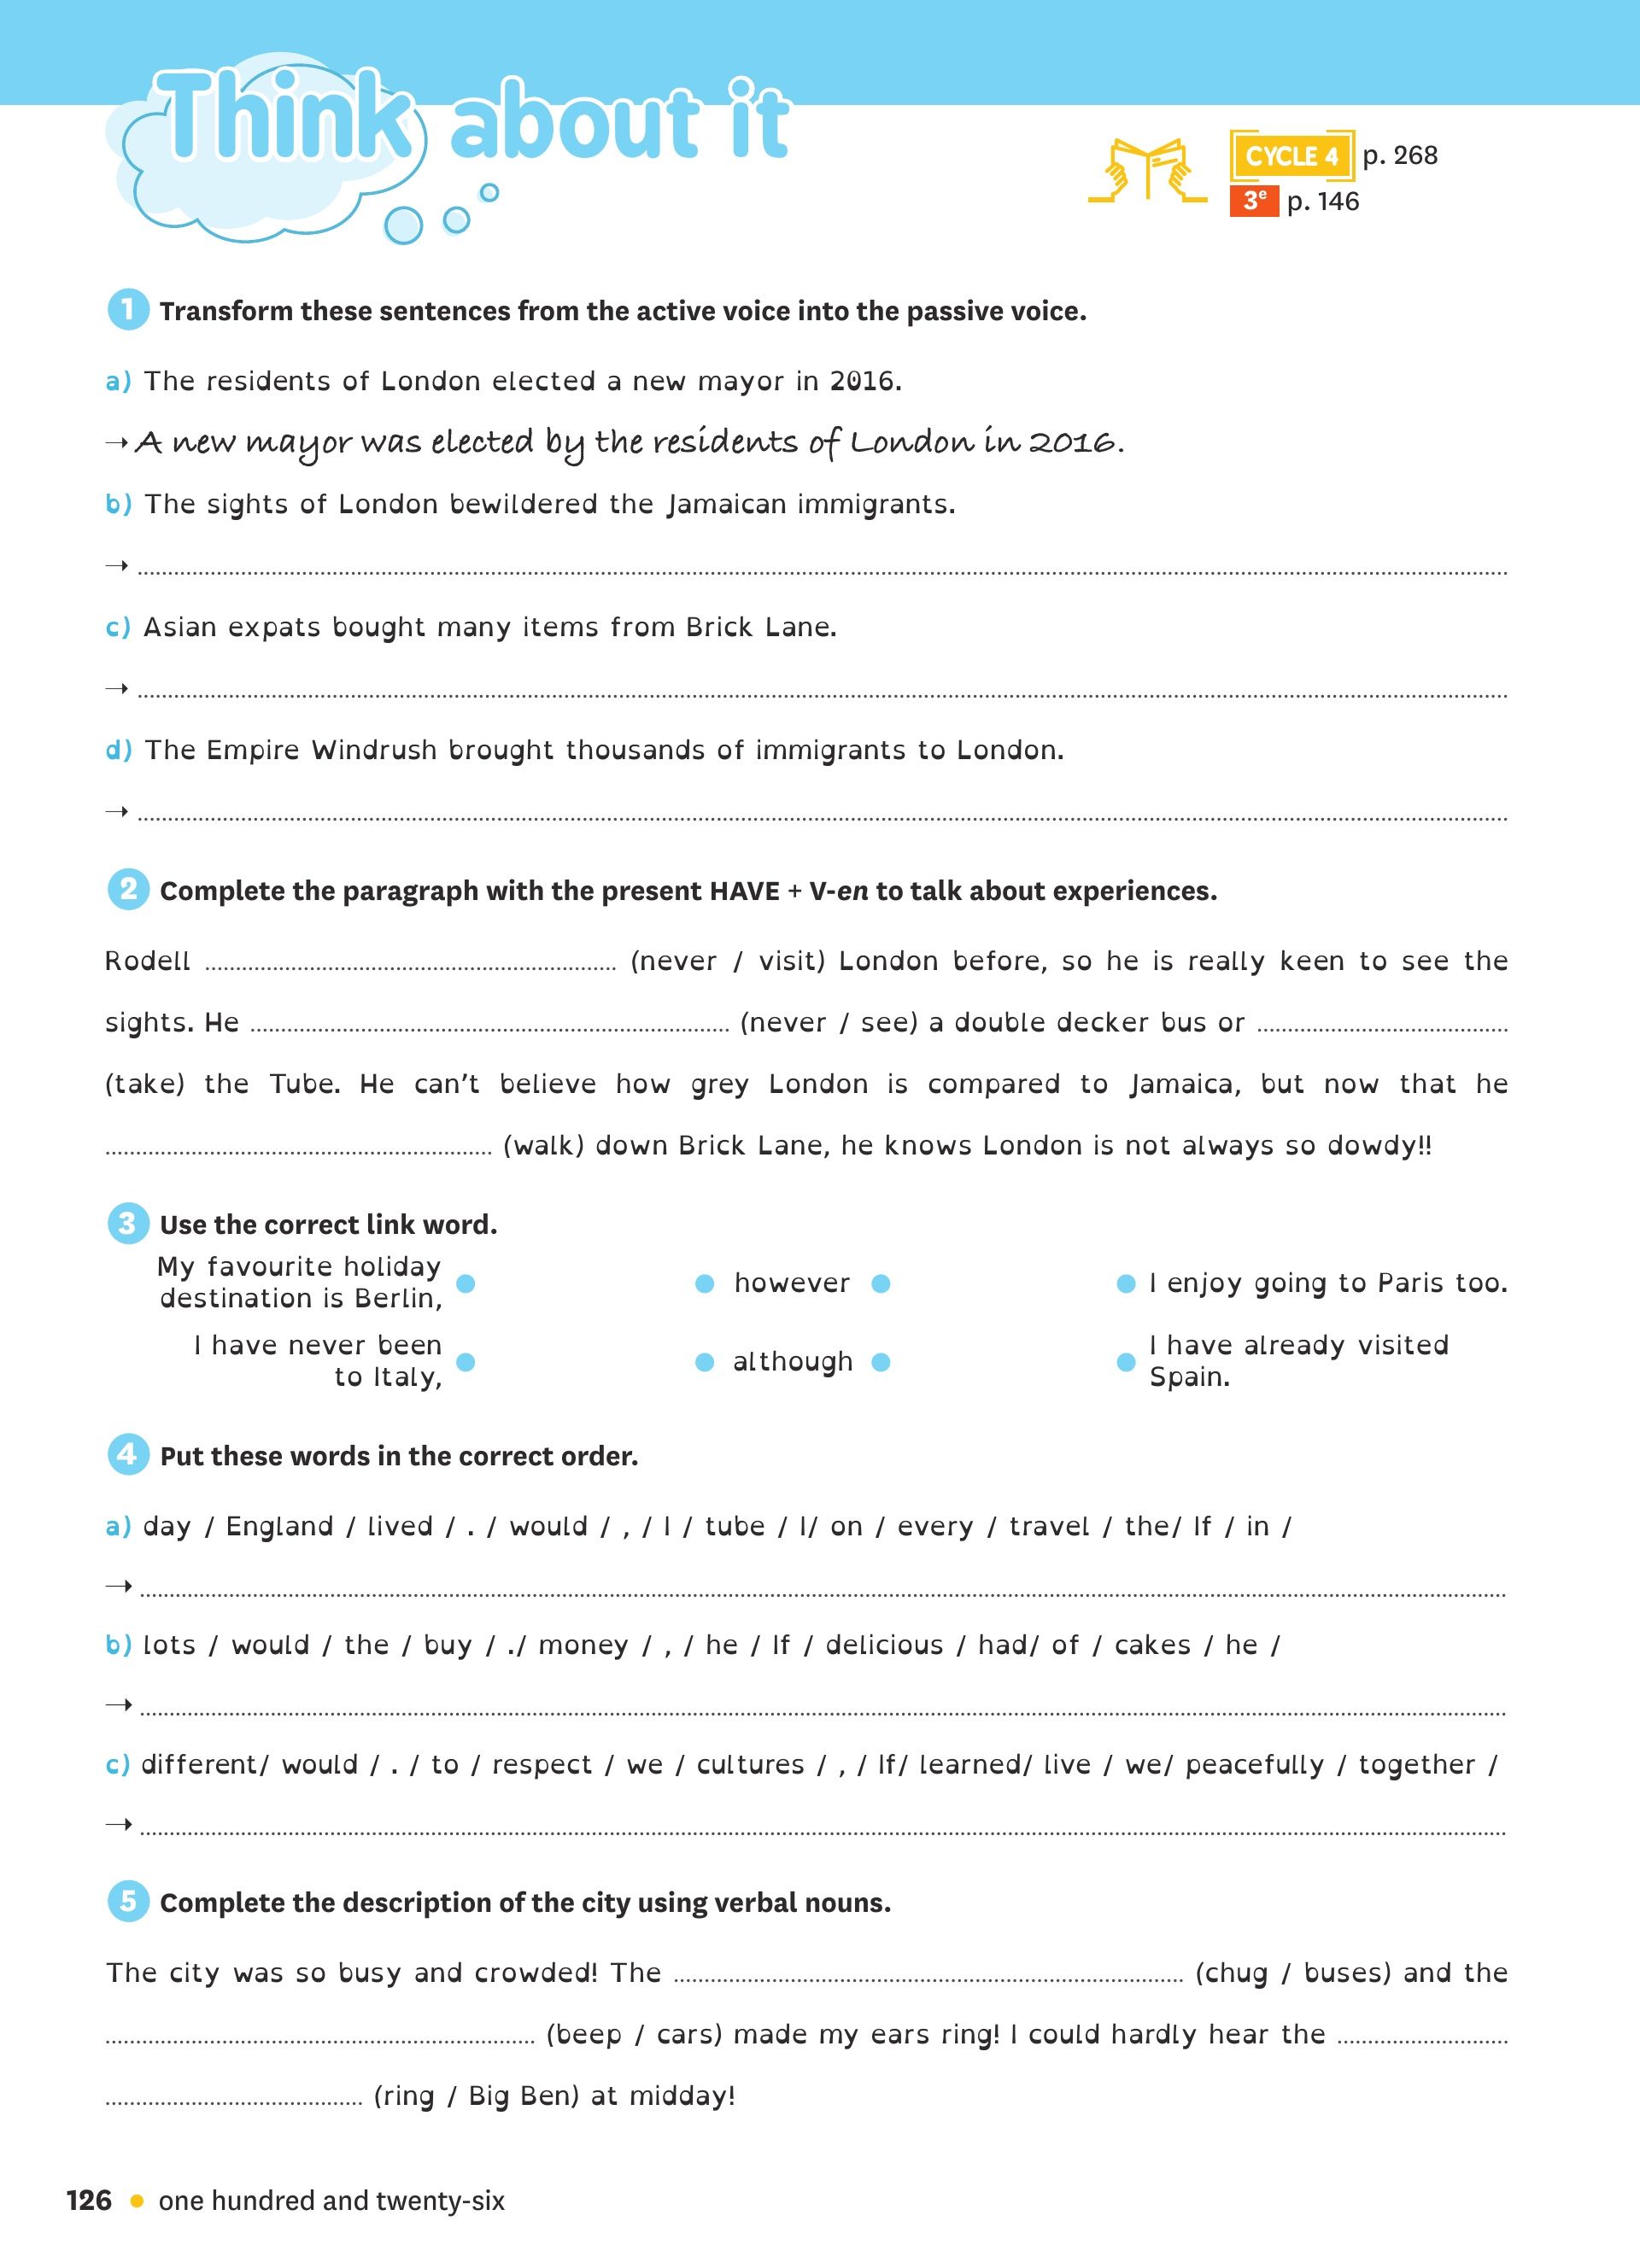 Think about it
CYCLE 4 p. 268
3e p. 146
1 Transform these sentences from the active voice into the passive voice.
a) The residents of London elected a new mayor in 2016.
→ A new mayor was elected by the residents of London in 2016.
b) The sights of London bewildered the Jamaican immigrants.
→ ........................................
c) Asian expats bought many items from Brick Lane.
→ ........................................
d) The Empire Windrush brought thousands of immigrants to London.
→ ........................................
2 Complete the paragraph with the present HAVE + V-en to talk about experiences.
Rodell .................... (never / visit) London before, so he is really keen to see the
sights. He .................... (never / see) a double decker bus or ....................
(take) the Tube. He can't believe how grey London is compared to Jamaica, but now that he
.................... (walk) down Brick Lane, he knows London is not always so dowdy!!
3 Use the correct link word.
My favourite holiday
destination is Berlin,
● ● however ● ● I enjoy going to Paris too.
I have never been
to Italy,
● ● although ● ● I have already visited
Spain.
4 Put these words in the correct order.
a) day / England / lived / . / would / , / I / tube / I/ on / every / travel / the/ If / in /
→ ........................................
b) lots / would / the / buy / ./ money / , / he / If / delicious / had/ of / cakes / he /
→ ........................................
c) different/ would / . / to / respect / we / cultures / , / If/ learned/ live / we/ peacefully / together /
→ ........................................
5 Complete the description of the city using verbal nouns.
The city was so busy and crowded! The .................... (chug / buses) and the
.................... (beep / cars) made my ears ring! I could hardly hear the ....................
.................... (ring / Big Ben) at midday!
126 ● one hundred and twenty-six